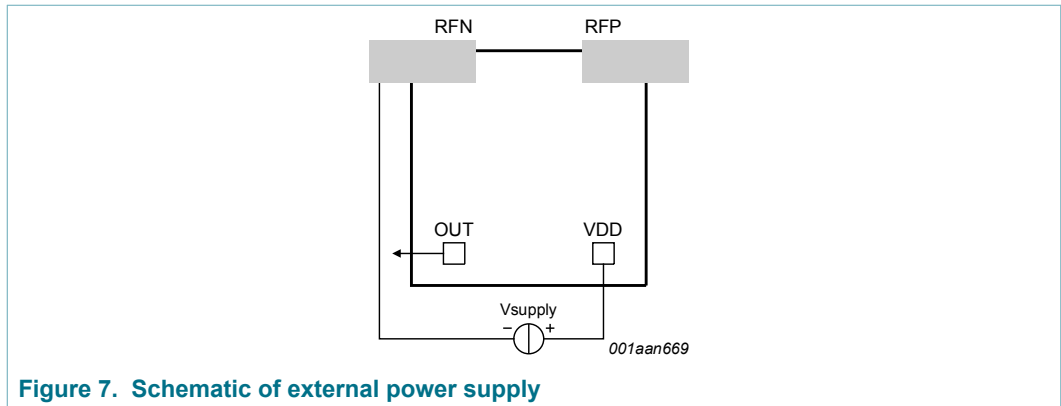 RFN RFP
OUT VDD
Vsupply
− +
001aan669
Figure 7. Schematic of external power supply